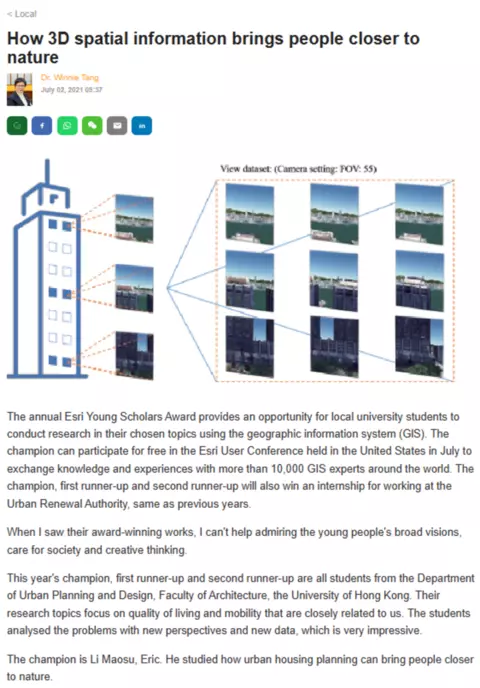 < Local
How 3D spatial information brings people closer to
nature
Dr. Winnie Tang
July 02, 2021 05:37
f
in
View dataset: (Camera setting: FOV: 55)
The annual Esri Young Scholars Award provides an opportunity for local university students to
conduct research in their chosen topics using the geographic information system (GIS). The
champion can participate for free in the Esri User Conference held in the United States in July to
exchange knowledge and experiences with more than 10,000 GIS experts around the world. The
champion, first runner-up and second runner-up will also win an internship for working at the
Urban Renewal Authority, same as previous years.
When I saw their award-winning works, I can't help admiring the young people's broad visions,
care for society and creative thinking.
This year's champion, first runner-up and second runner-up are all students from the Department
of Urban Planning and Design, Faculty of Architecture, the University of Hong Kong. Their
research topics focus on quality of living and mobility that are closely related to us. The students
analysed the problems with new perspectives and new data, which is very impressive.
The champion is Li Maosu, Eric. He studied how urban housing planning can bring people closer
to nature.